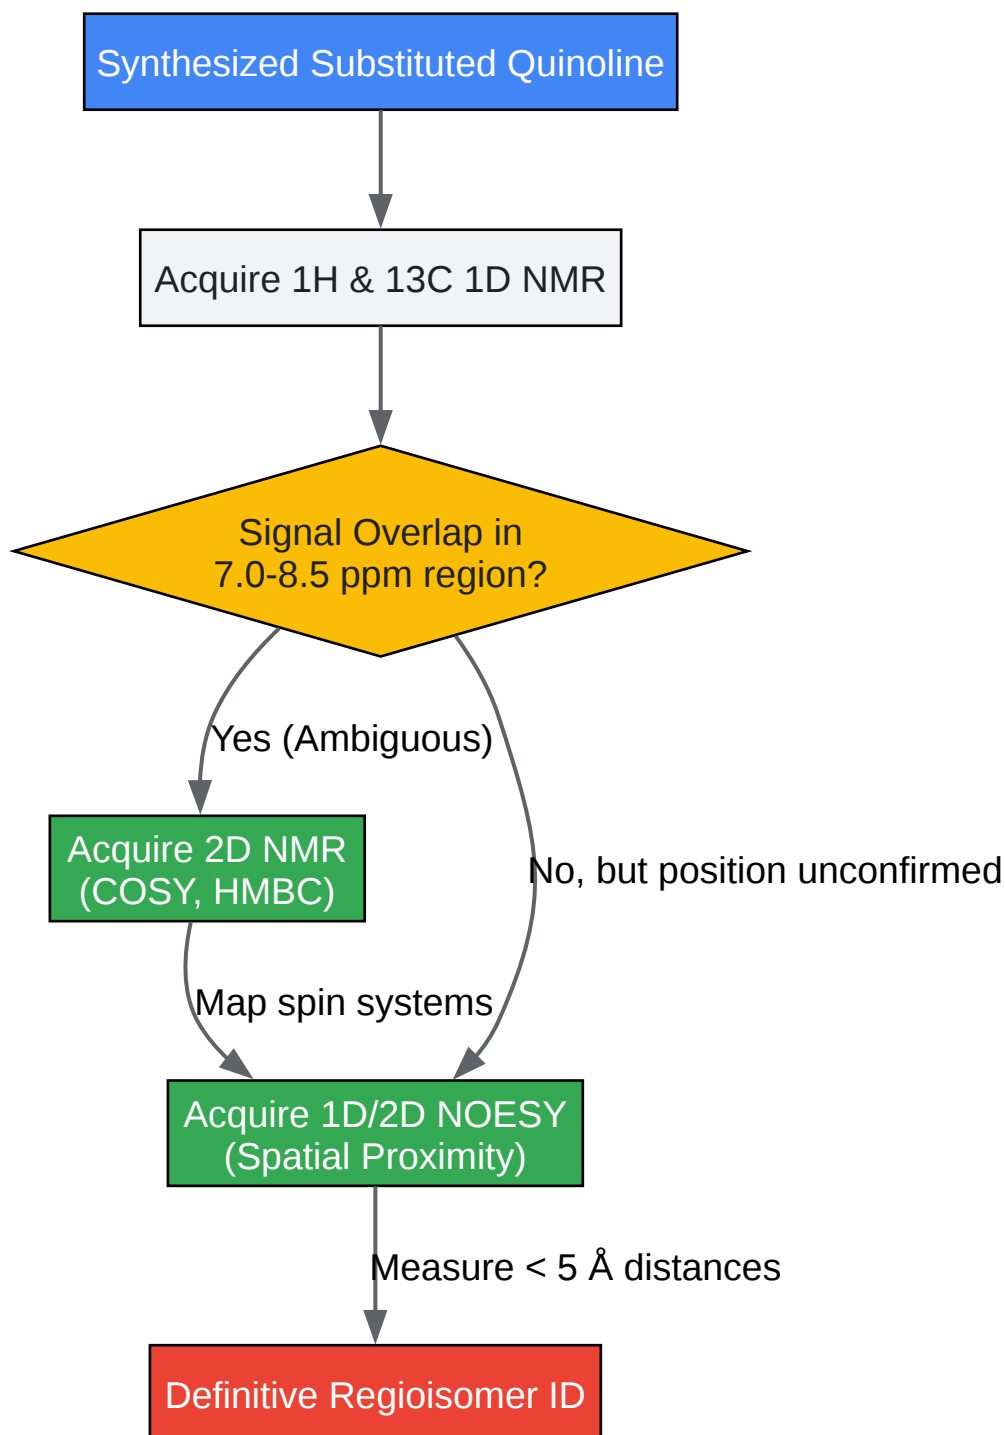 Synthesized Substituted Quinoline
Acquire 1H & 13C 1D NMR
Signal Overlap in
7.0-8.5 ppm region?
Yes (Ambiguous)
Acquire 2D NMR
(COSY, HMBC)
No, but position unconfirmed
Map spin systems
Acquire 1D/2D NOESY
(Spatial Proximity)
Measure < 5 Å distances
Definitive Regioisomer ID